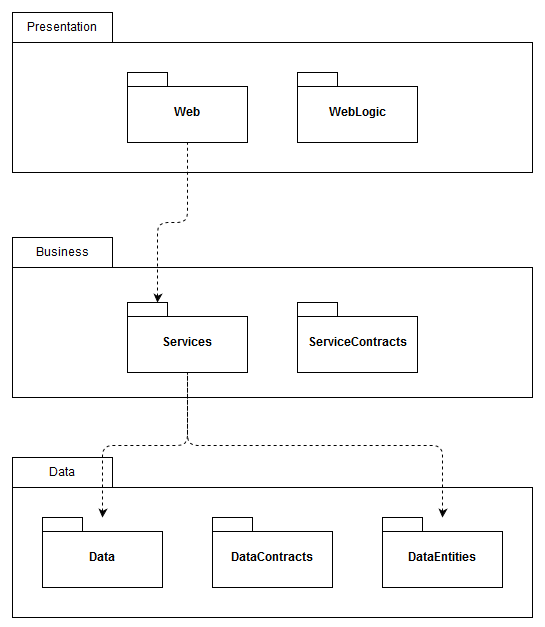 Presentation
Web
WebLogic
Business
Services
ServiceContracts
Data
Data
DataContracts
DataEntities